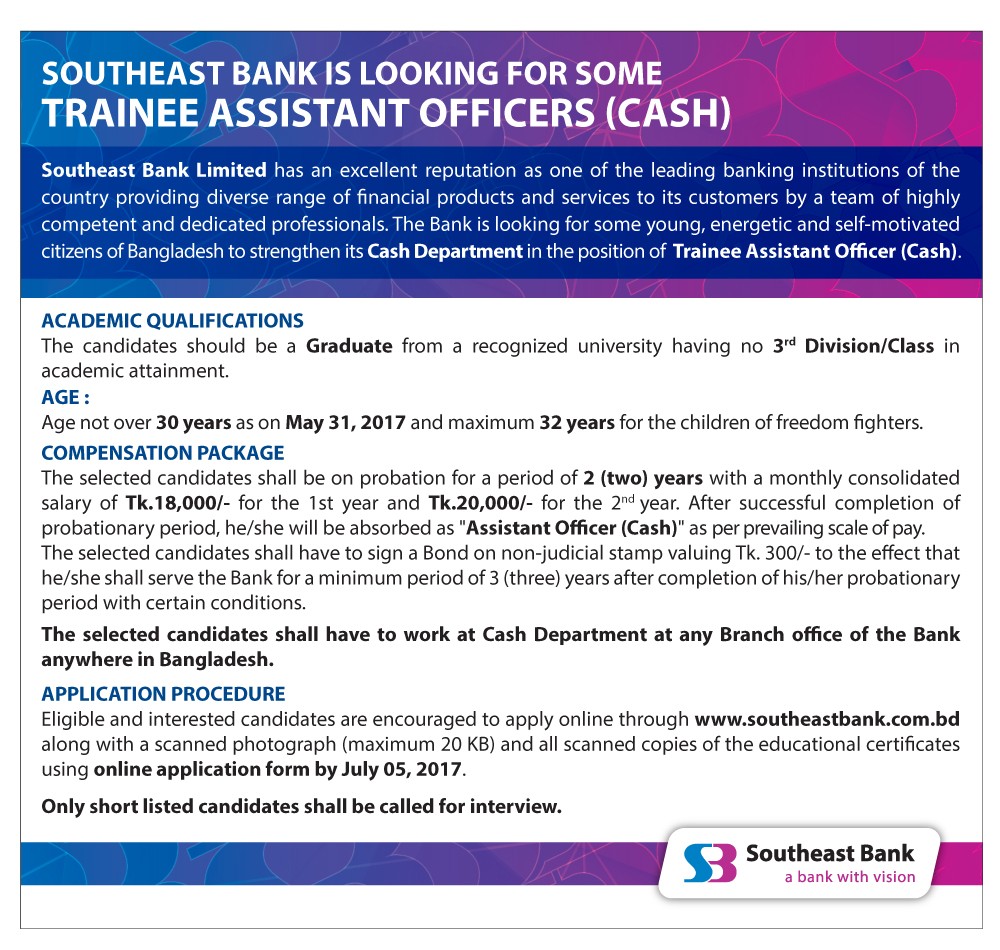 SOUTHEAST BANK IS LOOKING FOR SOME
TRAINEE ASSISTANT OFFICERS (CASH)
Southeast Bank Limited has an excellent reputation as one of the leading banking institutions of the
country providing diverse range of financial products and services to its customers by a team of highly
competent and dedicated professionals. The Bank is looking for some young, energetic and self-motivated
citizens of Bangladesh to strengthen its Cash Department in the position of Trainee Assistant Officer (Cash).
ACADEMIC QUALIFICATIONS
The candidates should be a Graduate from a recognized university having no 3rd Division/Class in
academic attainment.
AGE :
Age not over 30 years as on May 31, 2017 and maximum 32 years for the children of freedom fighters.
COMPENSATION PACKAGE
The selected candidates shall be on probation for a period of 2 (two) years with a monthly consolidated
salary of Tk.18,000/- for the 1st year and Tk.20,000/- for the 2nd year. After successful completion of
probationary period, he/she will be absorbed as "Assistant Officer (Cash)" as per prevailing scale of pay.
The selected candidates shall have to sign a Bond on non-judicial stamp valuing Tk. 300/- to the effect that
he/she shall serve the Bank for a minimum period of 3 (three) years after completion of his/her probationary
period with certain conditions.
The selected candidates shall have to work at Cash Department at any Branch office of the Bank
anywhere in Bangladesh.
APPLICATION PROCEDURE
Eligible and interested candidates are encouraged to apply online through www.southeastbank.com.bd
along with a scanned photograph (maximum 20 KB) and all scanned copies of the educational certificates
using online application form by July 05, 2017.
Only short listed candidates shall be called for interview.
SB Southeast Bank
a bank with vision